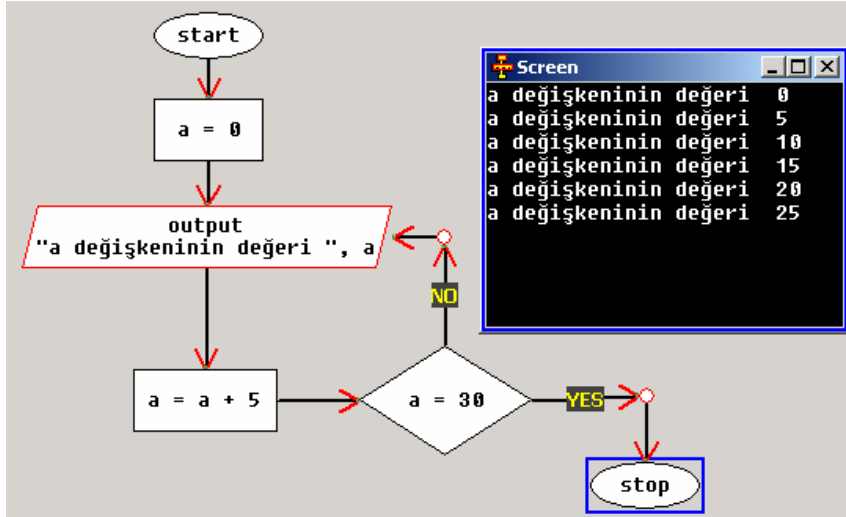 start
a = 0
output
"a değişkeninin değeri ", a
NO
a = a + 5
a = 30
YES
stop
Screen
a değişkeninin değeri 0
a değişkeninin değeri 5
a değişkeninin değeri 10
a değişkeninin değeri 15
a değişkeninin değeri 20
a değişkeninin değeri 25